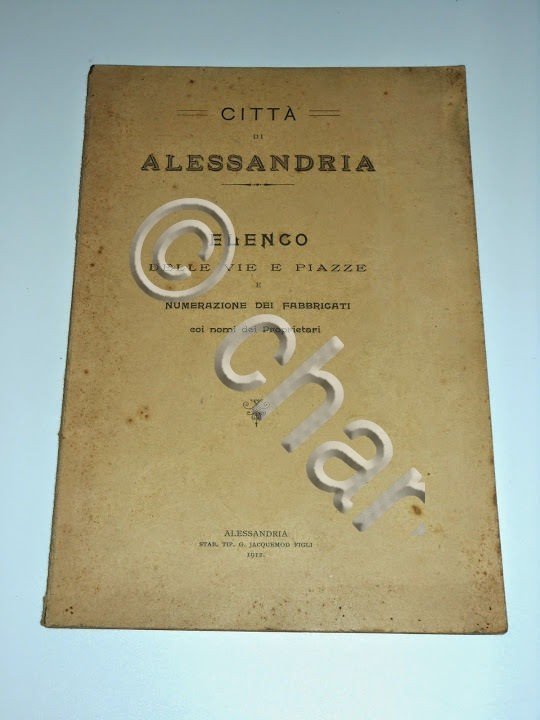 CITTÀ
DI
ALESSANDRIA
ELENCO
DELLE VIE E PIAZZE
E
NUMERAZIONE DEI FABBRICATI
coi nomi dei Proprietari
ALESSANDRIA
STAB. TIP. G. JACQUEMOD FIGLI
1912.
© char